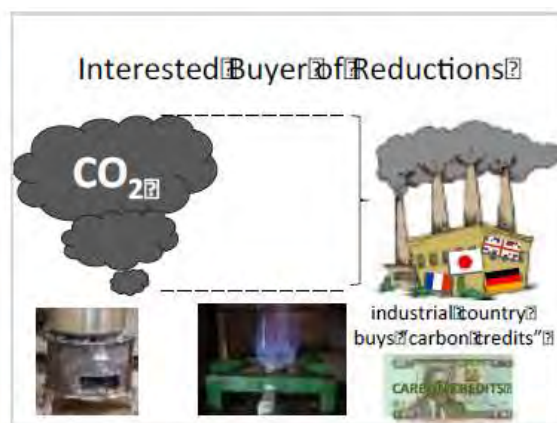 Interested Buyer of Reductions
CO2
industrial country
buys "carbon credits"
CARBON CREDITS